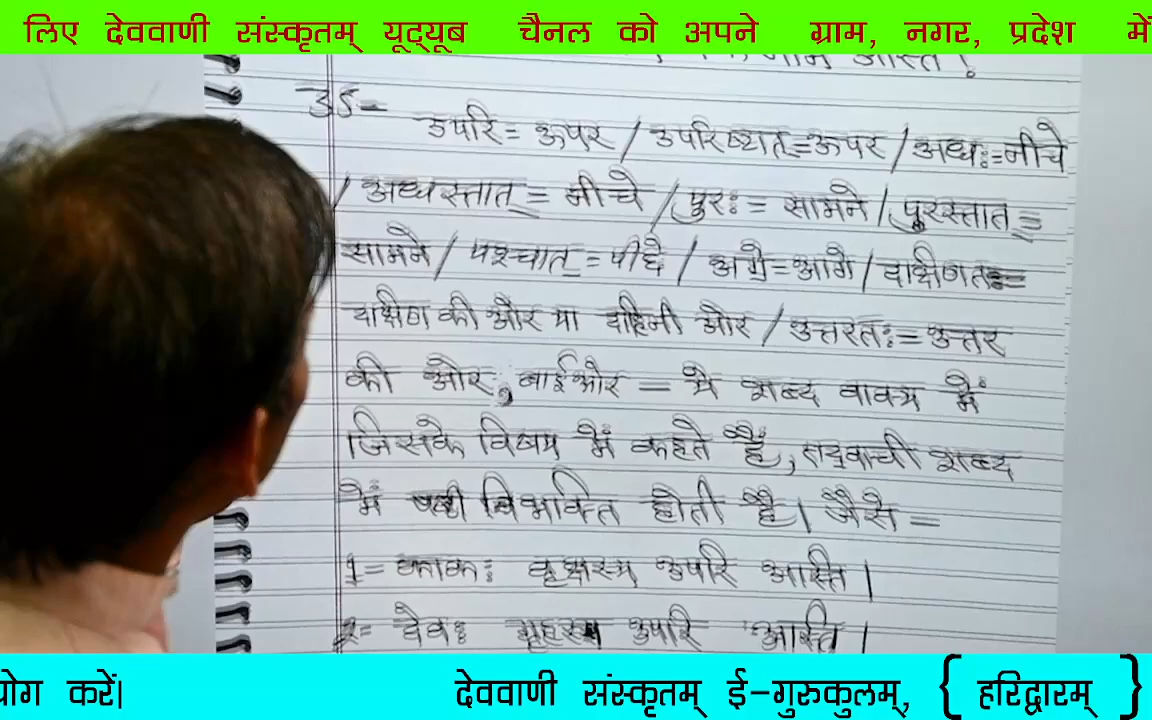 लिए देववाणी संस्कृतम् यूट्यूब चैनल को अपने ग्राम, नगर, प्रदेश में
उपरि = ऊपर / उपरिष्टात् = ऊपर / अधः = नीचे
/ अधस्तात् = नीचे / पुरः = सामने / पुरस्तात् =
सामने / पश्चात् = पीछे / अग्रे = आगे / दक्षिणतः =
दक्षिण की ओर या दाहिनी ओर / उत्तरतः = उत्तर
की ओर, बाई ओर = ये शब्द वाक्य में
जिसके विषय में कहते हैं, तद्वाची शब्द
में षष्ठी विभक्ति होती है। जैसे =
1= काकः वृक्षस्य उपरि अस्ति।
2= देवः गृहस्य उपरि अस्ति।
योग करें। देववाणी संस्कृतम् ई-गुरुकुलम्, { हरिद्वारम् }